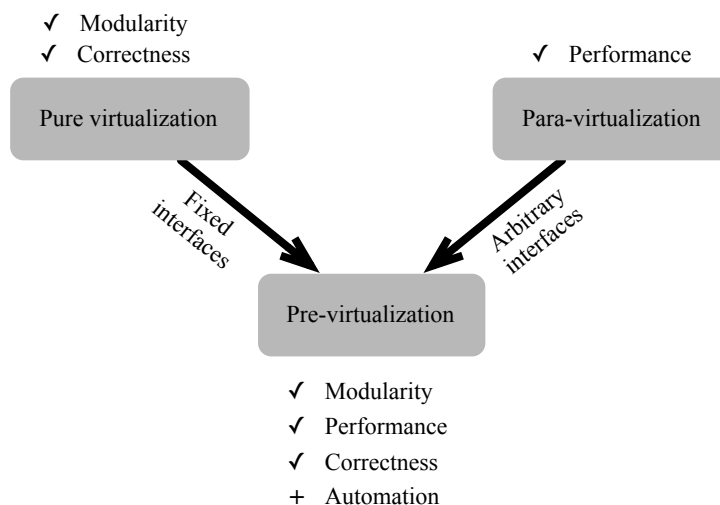 ✓ Modularity
✓ Correctness
✓ Performance
Pure virtualization
Para-virtualization
Fixed
interfaces
Arbitrary
interfaces
Pre-virtualization
✓ Modularity
✓ Performance
✓ Correctness
+ Automation